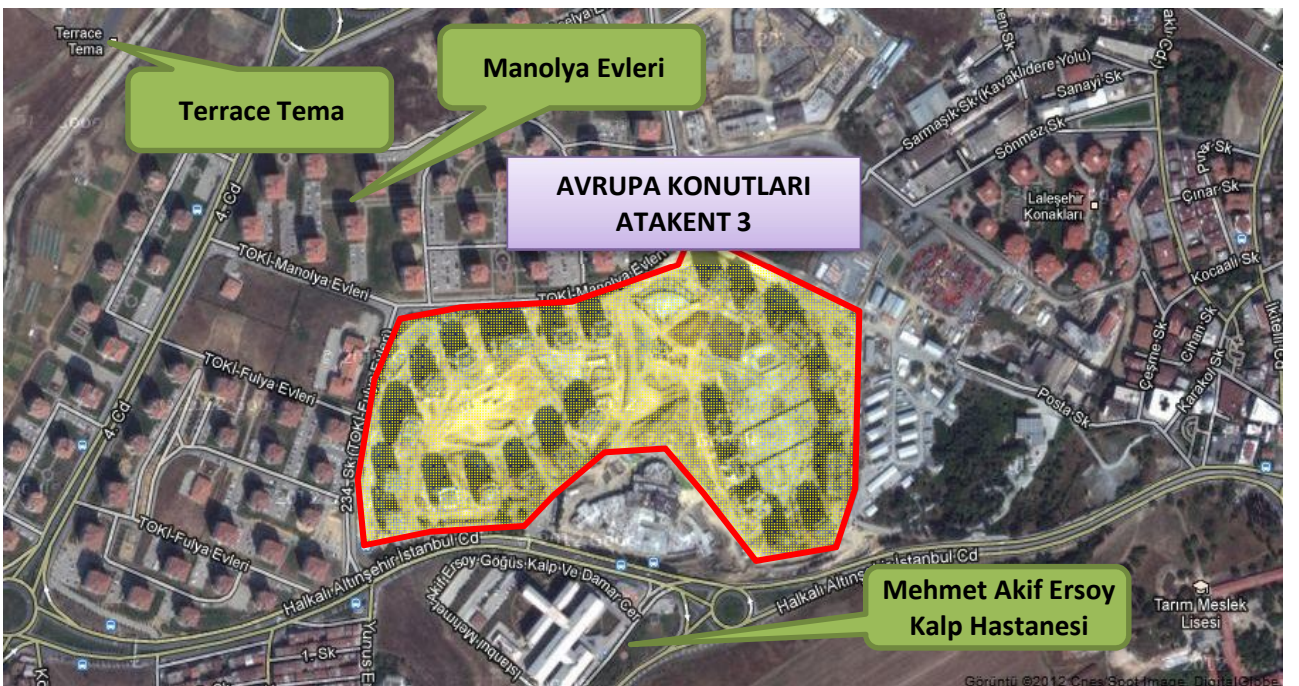 Terrace
Tema
Terrace Tema
Manolya Evleri
AVRUPA KONUTLARI
ATAKENT 3
Sarmaşık Sk (Kavaklıdere Yolu)
Sanayi Sk
Sönmez Sk
Pınar Sk
Çınar Sk
Laleşehir
Konakları
Kocaali Sk
4. Cd
TOKİ-Manolya Evleri
TOKİ-Manolya Evleri
TOKİ-Fulya Evleri
234. Sk (TOKİ-Fulya Evleri)
4. Cd
Çeşme Sk
Cihan Sk
Karakol Sk
İkitelli Cd
Posta Sk
TOKİ-Fulya Evleri
Halkalı Altınşehir İstanbul Cd
Akif Ersoy Göğüs Kalp Ve Damar Cer
İstanbul Mehmet
Halkalı Altınşehir İstanbul Cd
Mehmet Akif Ersoy
Kalp Hastanesi
Tarım Meslek
Lisesi
1. Sk
Yunus E
Görüntü ©2012 Cnes/Spot Image, DigitalGlobe